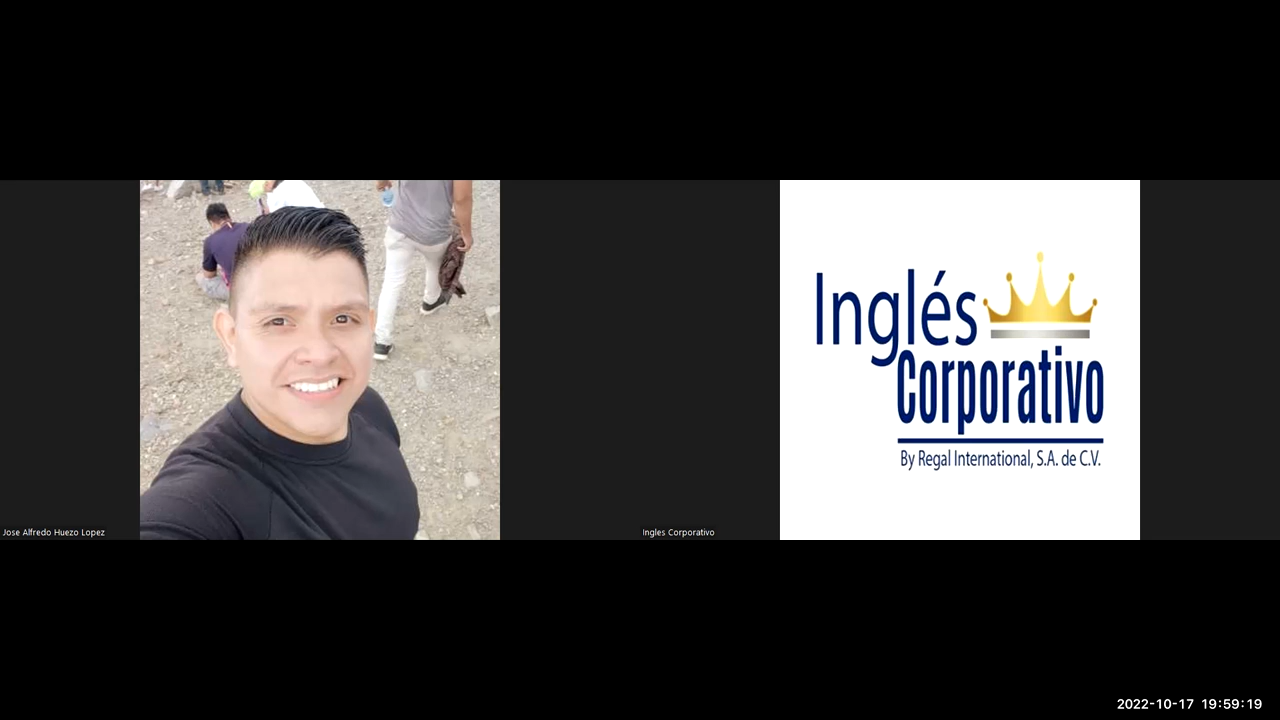 Inglés
Corporativo
By Regal International, S.A. de C.V.
Jose Alfredo Huezo Lopez
Ingles Corporativo
2022-10-17 19:59:19